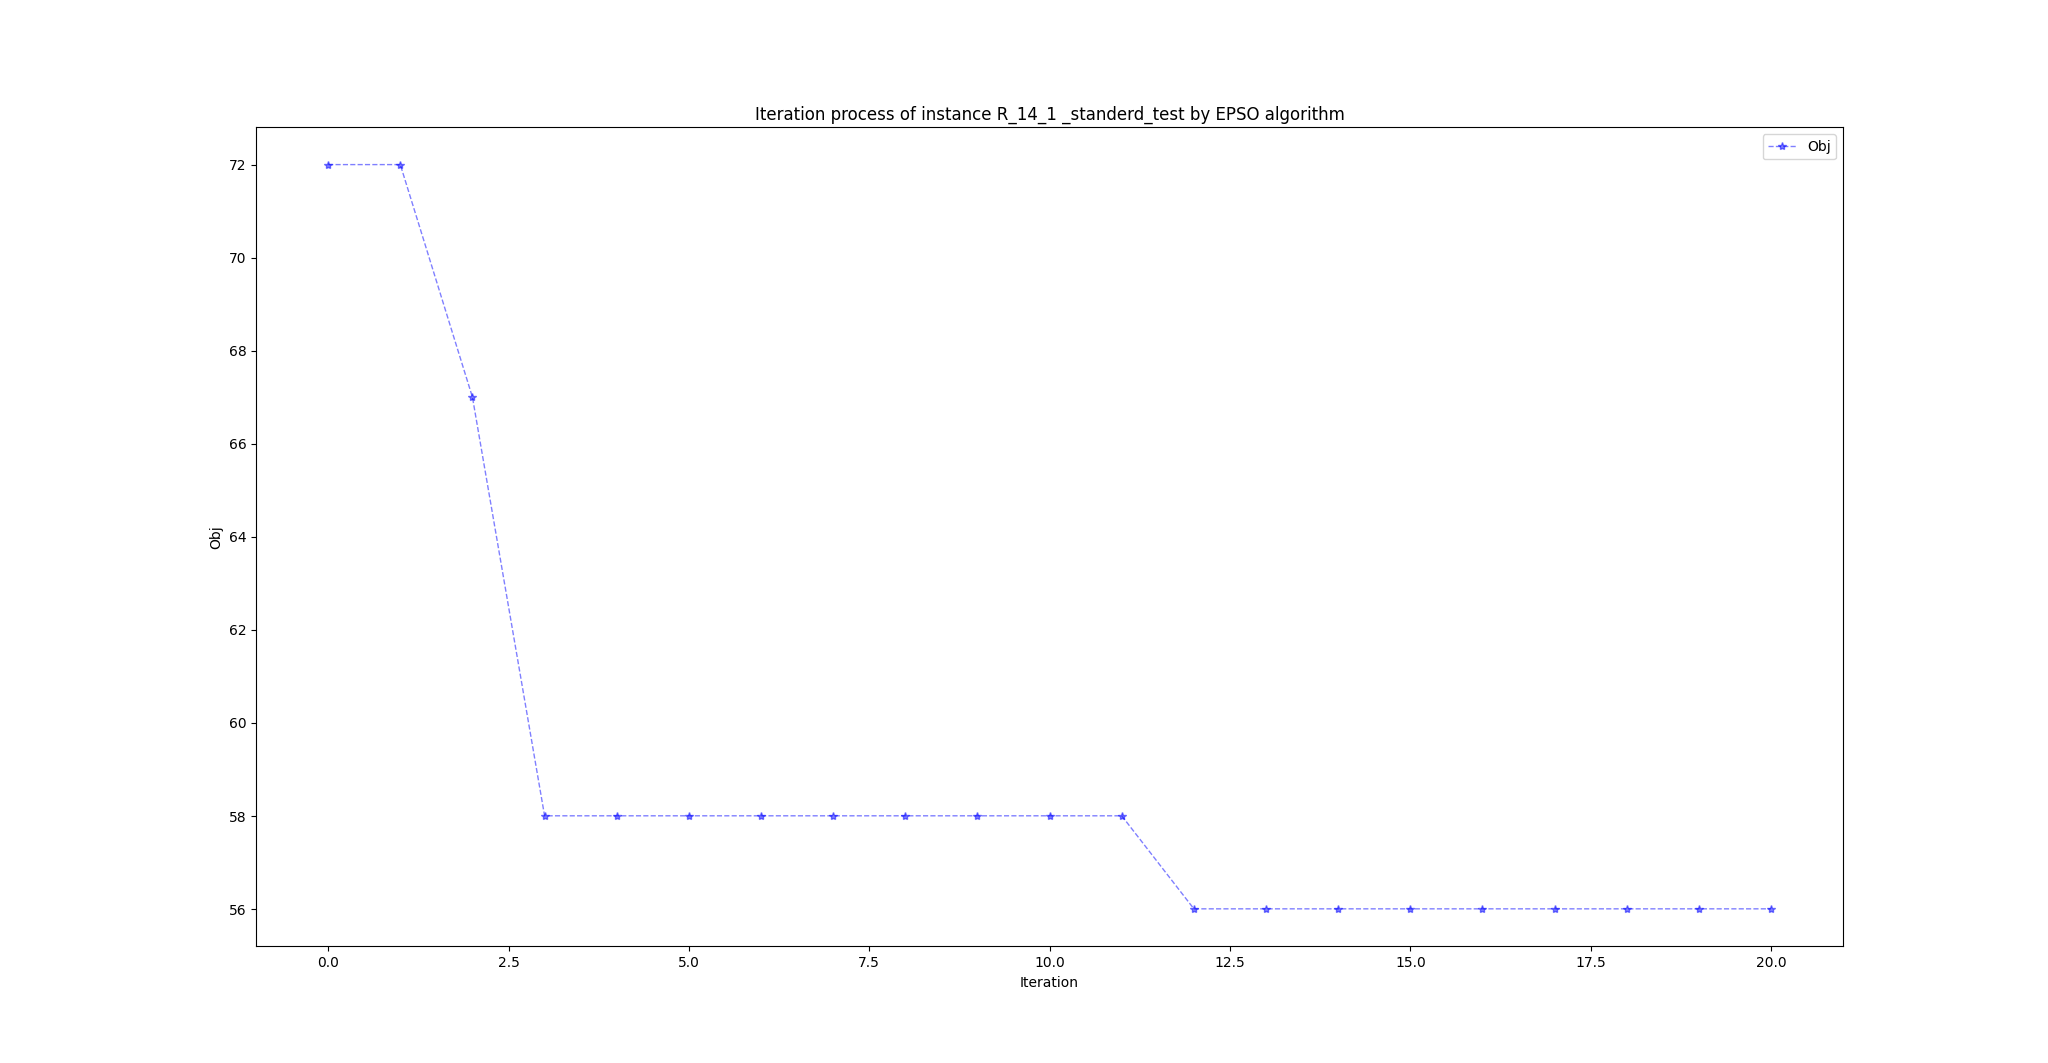 Iteration process of instance R_14_1 _standerd_test by EPSO algorithm
Obj
72
70
68
66
64
62
60
58
56
Obj
0.0 2.5 5.0 7.5 10.0 12.5 15.0 17.5 20.0
Iteration